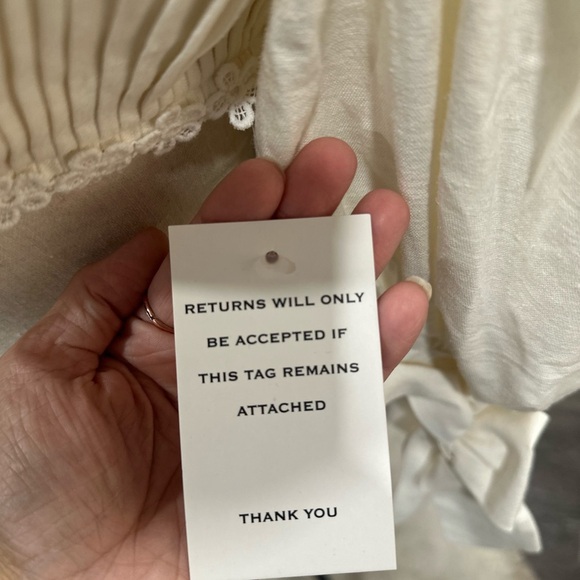 RETURNS WILL ONLY
BE ACCEPTED IF
THIS TAG REMAINS
ATTACHED
THANK YOU